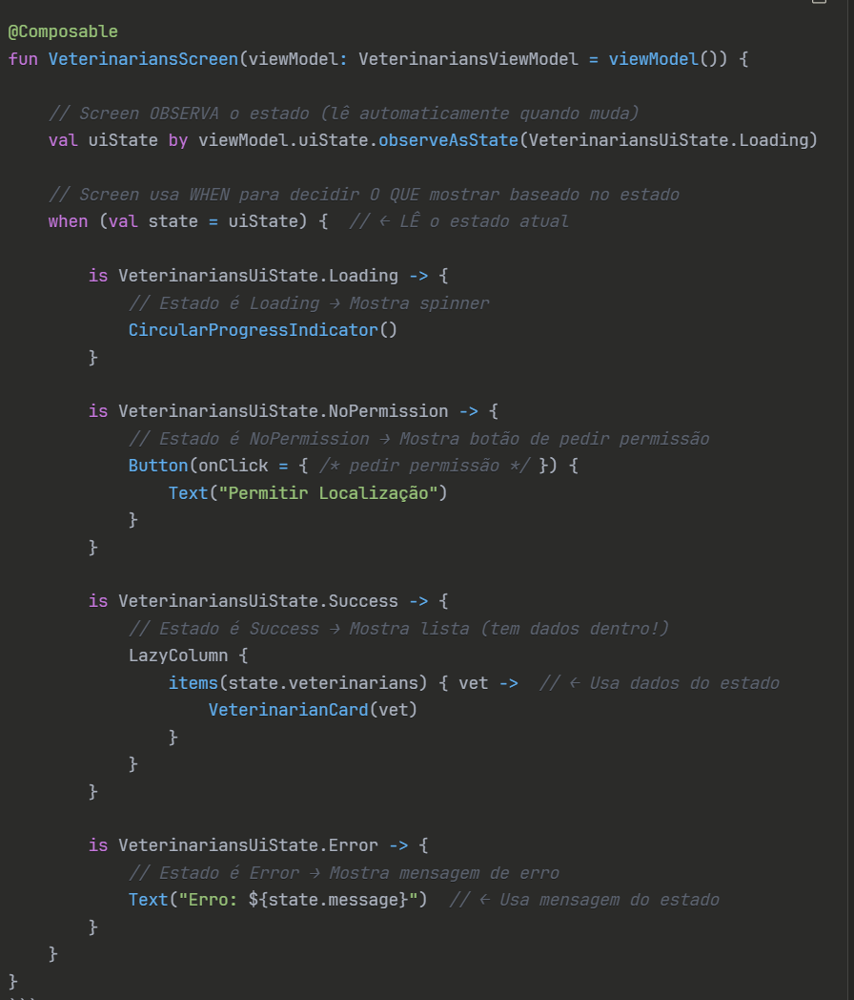 @Composable
fun VeterinariansScreen(viewModel: VeterinariansViewModel = viewModel()) {
    // Screen OBSERVA o estado (lê automaticamente quando muda)
    val uiState by viewModel.uiState.observeAsState(VeterinariansUiState.Loading)
    // Screen usa WHEN para decidir O QUE mostrar baseado no estado
    when (val state = uiState) {  // ← LÊ o estado atual
        is VeterinariansUiState.Loading -> {
            // Estado é Loading → Mostra spinner
            CircularProgressIndicator()
        }
        is VeterinariansUiState.NoPermission -> {
            // Estado é NoPermission → Mostra botão de pedir permissão
            Button(onClick = { /* pedir permissão */ }) {
                Text("Permitir Localização")
            }
        }
        is VeterinariansUiState.Success -> {
            // Estado é Success → Mostra lista (tem dados dentro!)
            LazyColumn {
                items(state.veterinarians) { vet ->  // ← Usa dados do estado
                    VeterinarianCard(vet)
                }
            }
        }
        is VeterinariansUiState.Error -> {
            // Estado é Error → Mostra mensagem de erro
            Text("Erro: ${state.message}")  // ← Usa mensagem do estado
        }
    }
}
```